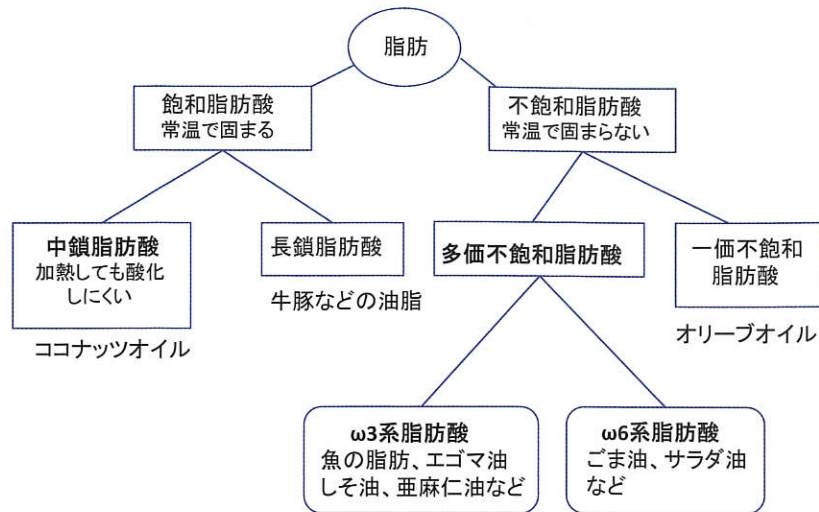 脂肪
飽和脂肪酸
常温で固まる
不飽和脂肪酸
常温で固まらない
中鎖脂肪酸
加熱しても酸化
しにくい
ココナッツオイル
長鎖脂肪酸
牛豚などの油脂
多価不飽和脂肪酸
一価不飽和
脂肪酸
オリーブオイル
ω3系脂肪酸
魚の脂肪、エゴマ油
しそ油、亜麻仁油など
ω6系脂肪酸
ごま油、サラダ油
など